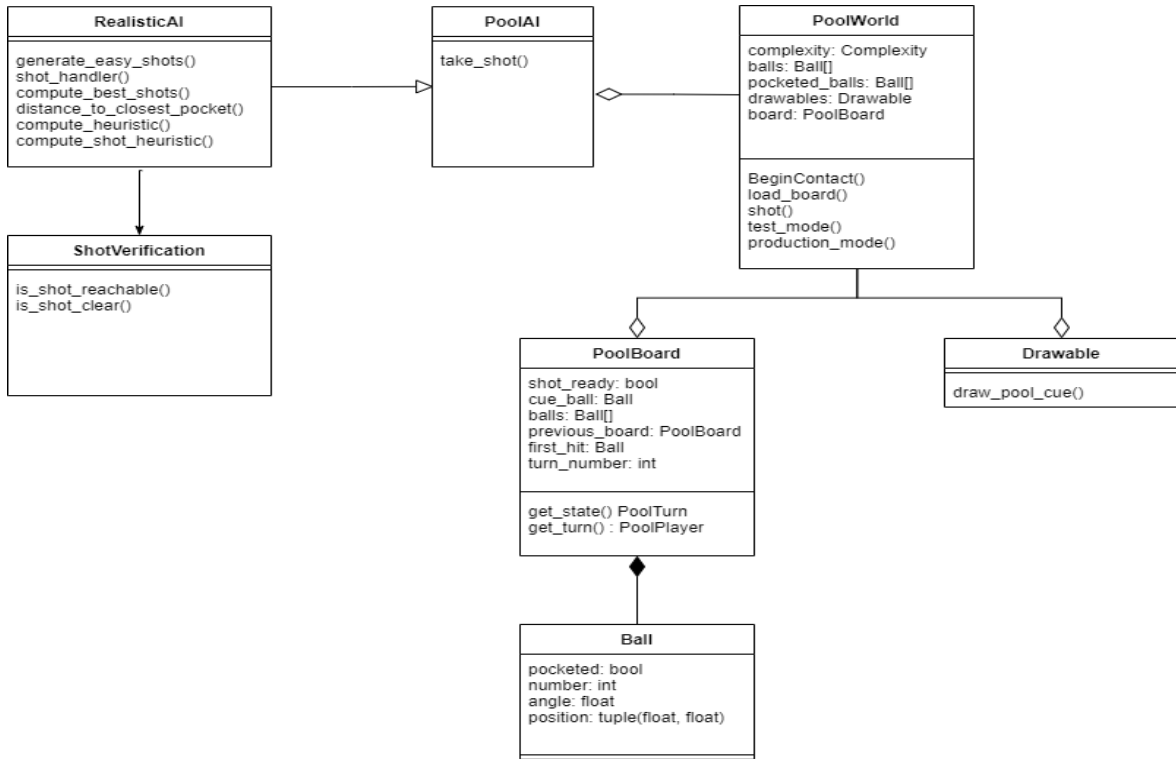 RealisticAI
generate_easy_shots()
shot_handler()
compute_best_shots()
distance_to_closest_pocket()
compute_heuristic()
compute_shot_heuristic()
PoolAI
take_shot()
PoolWorld
complexity: Complexity
balls: Ball[]
pocketed_balls: Ball[]
drawables: Drawable
board: PoolBoard
BeginContact()
load_board()
shot()
test_mode()
production_mode()
ShotVerification
is_shot_reachable()
is_shot_clear()
PoolBoard
shot_ready: bool
cue_ball: Ball
balls: Ball[]
previous_board: PoolBoard
first_hit: Ball
turn_number: int
get_state() PoolTurn
get_turn() : PoolPlayer
Drawable
draw_pool_cue()
Ball
pocketed: bool
number: int
angle: float
position: tuple(float, float)